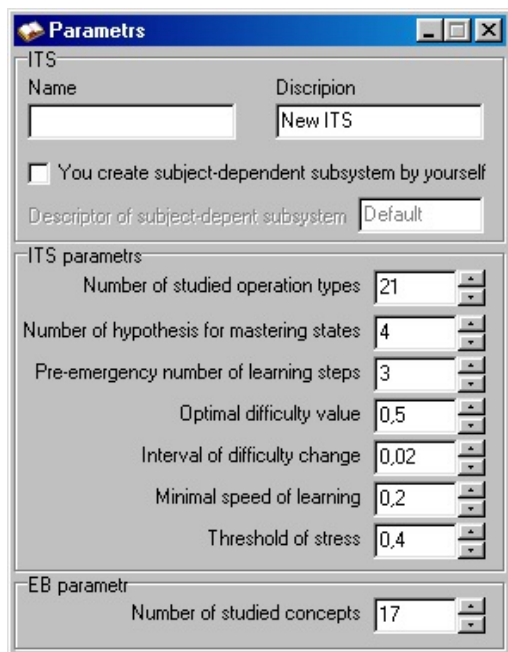 Parametrs
ITS
Name Discripion
New ITS
You create subject-dependent subsystem by yourself
Descriptor of subject-depent subsystem Default
ITS parametrs
Number of studied operation types 21
Number of hypothesis for mastering states 4
Pre-emergency number of learning steps 3
Optimal difficulty value 0,5
Interval of difficulty change 0,02
Minimal speed of learning 0,2
Threshold of stress 0,4
EB parametr
Number of studied concepts 17